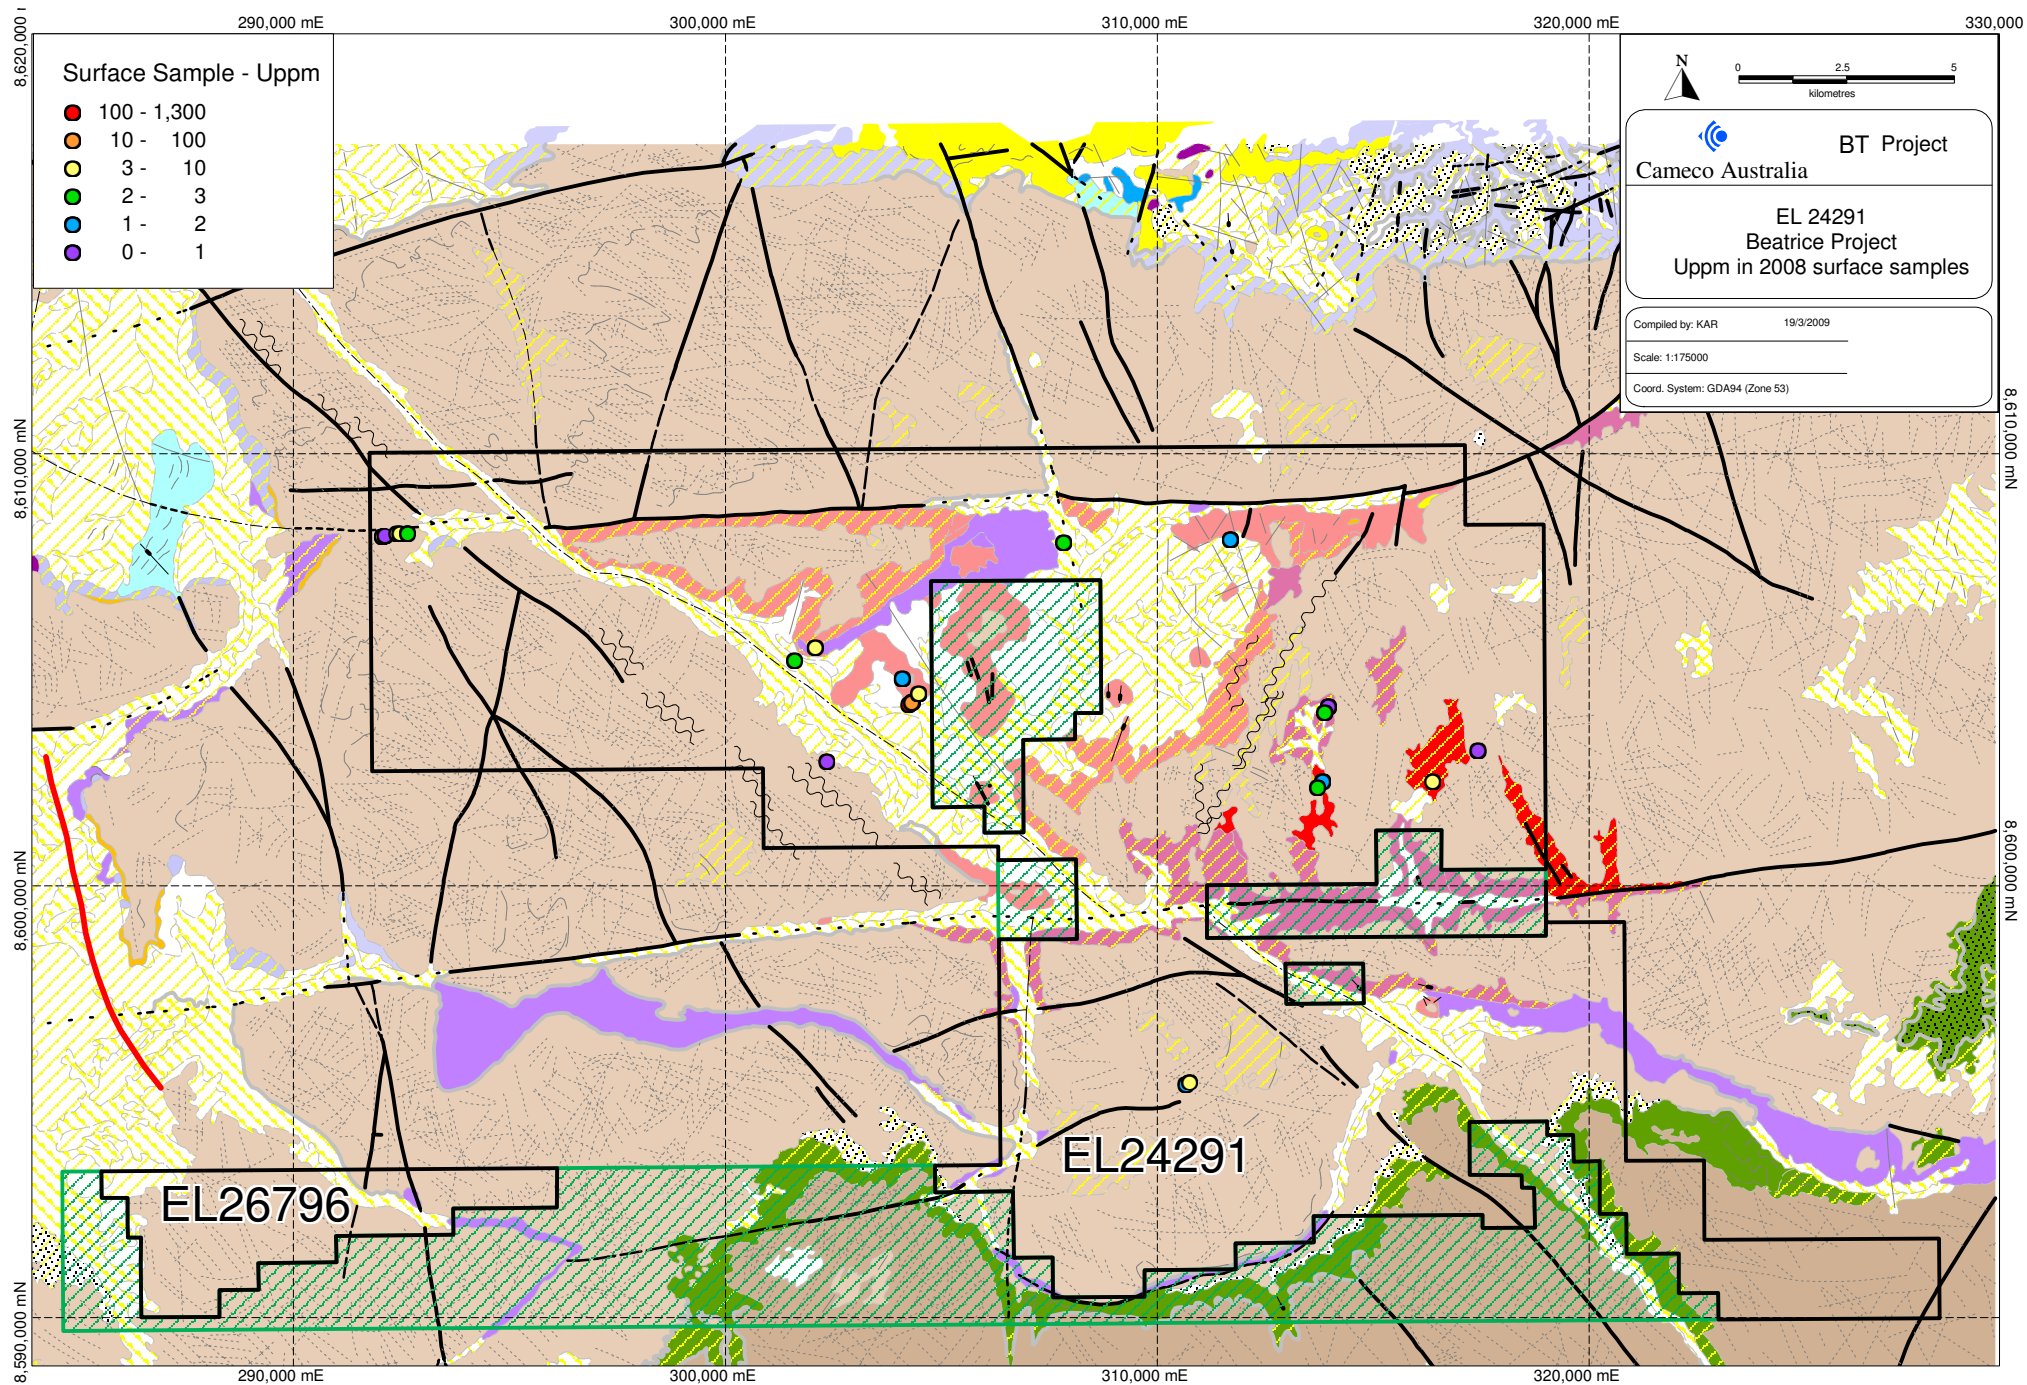 290,000 mE
300,000 mE
310,000 mE
320,000 mE
330,000
8,620,000
Surface Sample - Uppm
100 - 1,300
10 - 100
3 - 10
2 - 3
1 - 2
0 - 1
N
0 2.5 5
kilometres
Cameco Australia
BT Project
EL 24291
Beatrice Project
Uppm in 2008 surface samples
Compiled by: KAR 19/3/2009
Scale: 1:175000
Coord. System: GDA94 (Zone 53)
8,610,000 mN
8,610,000 mN
8,600,000 mN
8,600,000 mN
EL24291
EL26796
8,590,000 mN
290,000 mE
300,000 mE
310,000 mE
320,000 mE